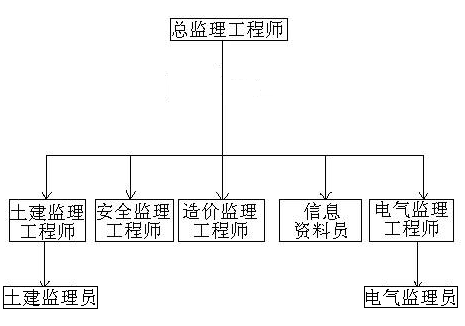 总监理工程师
土建监理
工程师
安全监理
工程师
造价监理
工程师
信息
资料员
电气监理
工程师
土建监理员
电气监理员